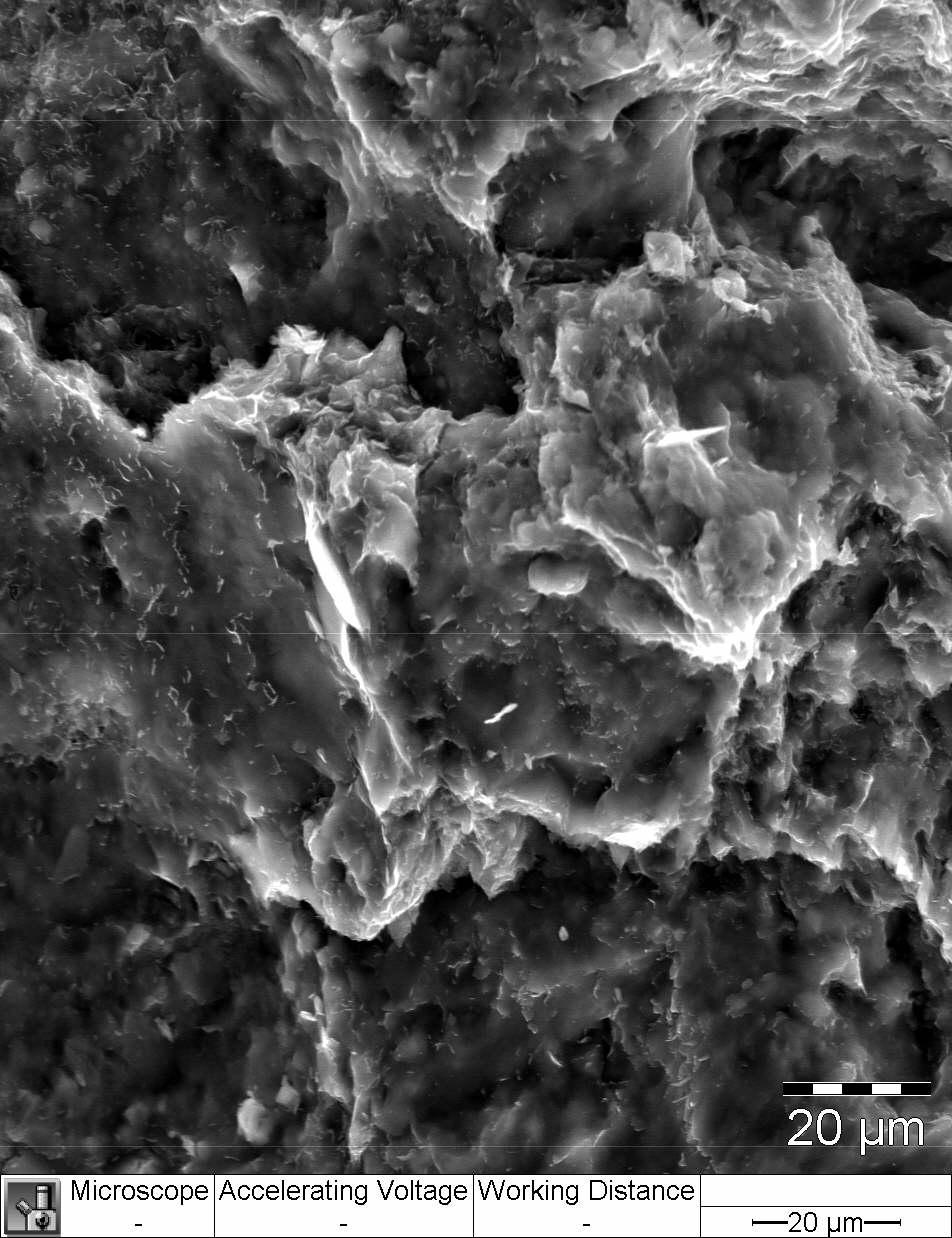 20 µm
Microscope Accelerating Voltage Working Distance
- - - 20 µm